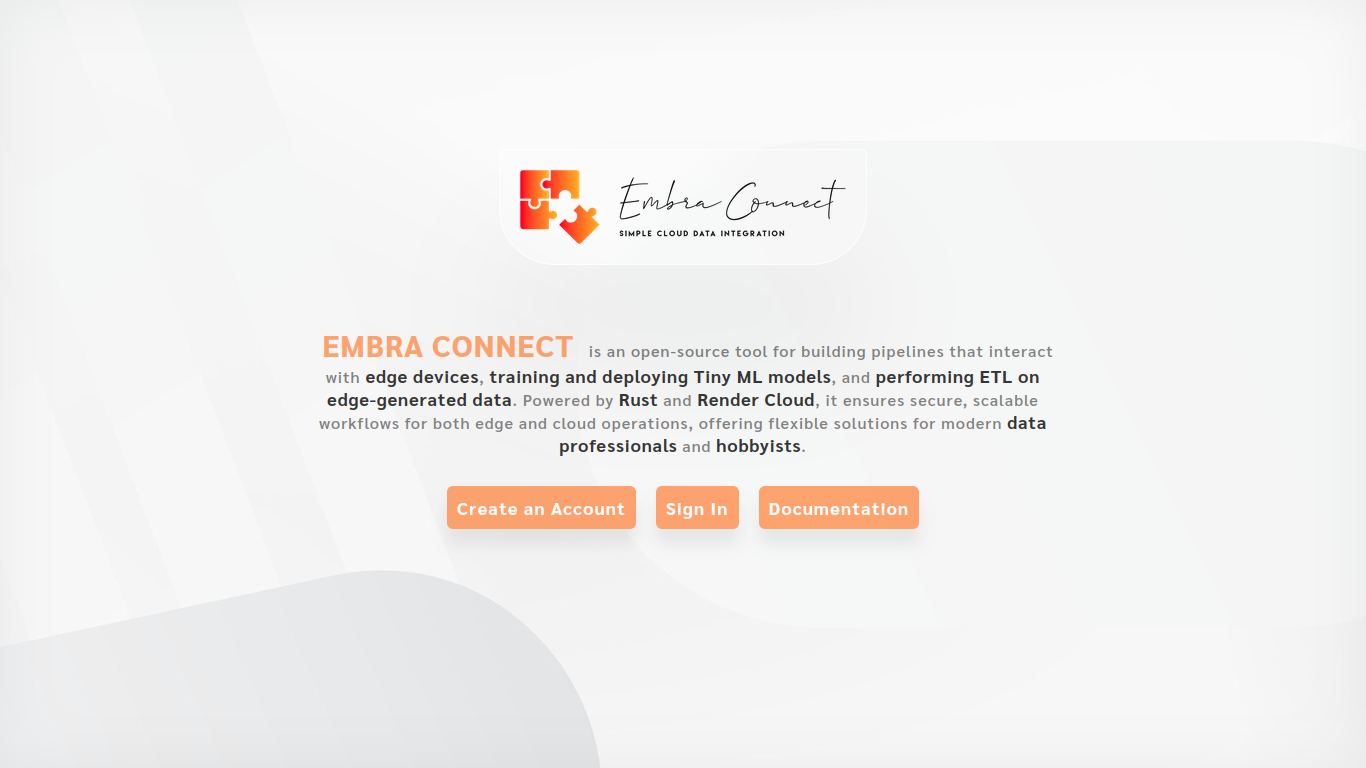 Embra Connect
SIMPLE CLOUD DATA INTEGRATION
EMBRA CONNECT is an open-source tool for building pipelines that interact
with edge devices, training and deploying Tiny ML models, and performing ETL on
edge-generated data. Powered by Rust and Render Cloud, it ensures secure, scalable
workflows for both edge and cloud operations, offering flexible solutions for modern data
professionals and hobbyists.
Create an Account Sign In Documentation